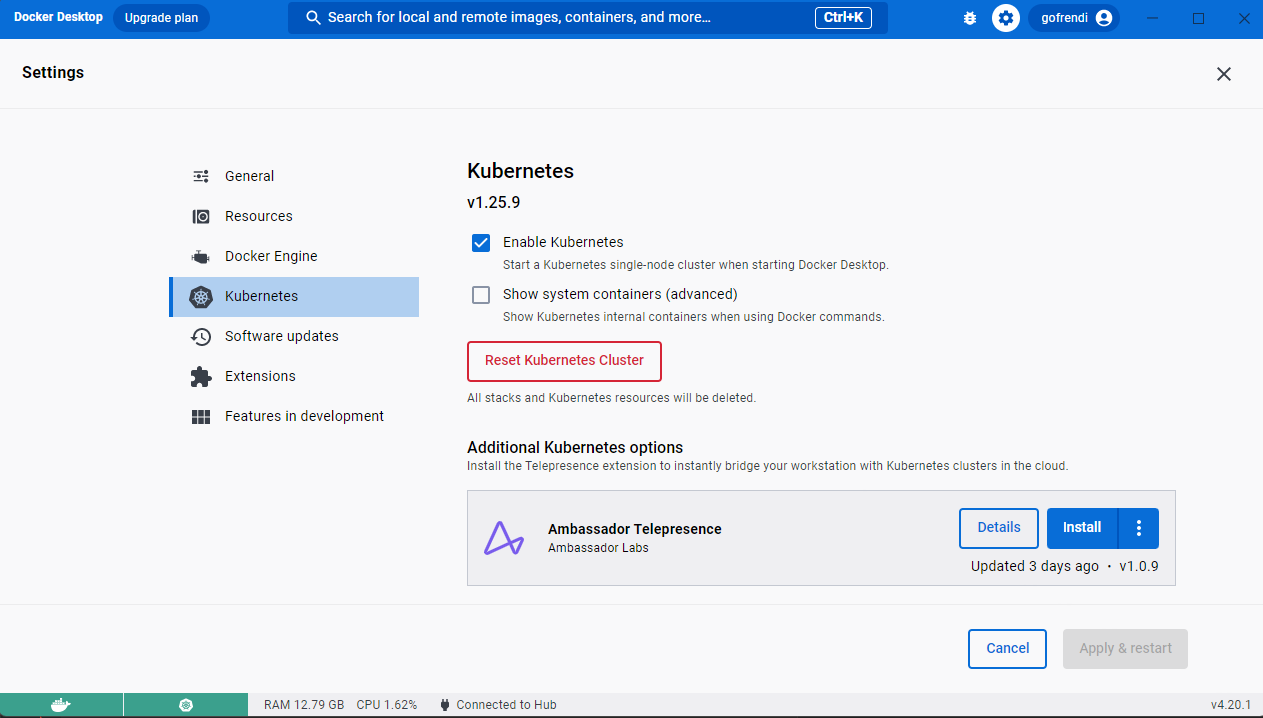 Docker Desktop Upgrade plan Search for local and remote images, containers, and more... Ctrl+K gofrendi
Settings
General
Resources
Docker Engine
Kubernetes
Software updates
Extensions
Features in development
Kubernetes
v1.25.9
Enable Kubernetes
Start a Kubernetes single-node cluster when starting Docker Desktop.
Show system containers (advanced)
Show Kubernetes internal containers when using Docker commands.
Reset Kubernetes Cluster
All stacks and Kubernetes resources will be deleted.
Additional Kubernetes options
Install the Telepresence extension to instantly bridge your workstation with Kubernetes clusters in the cloud.
Ambassador Telepresence
Ambassador Labs
Details Install
Updated 3 days ago • v1.0.9
Cancel Apply & restart
RAM 12.79 GB CPU 1.62% Connected to Hub v4.20.1